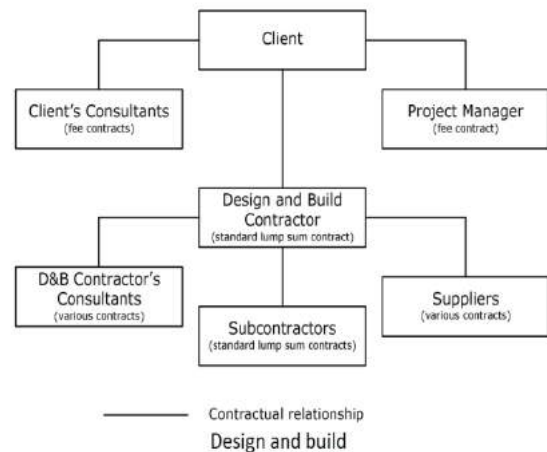 Client
Client's Consultants
(fee contracts)
Project Manager
(fee contract)
Design and Build
Contractor
(standard lump sum contract)
D&B Contractor's
Consultants
(various contracts)
Subcontractors
(standard lump sum contracts)
Suppliers
(various contracts)
Contractual relationship
Design and build